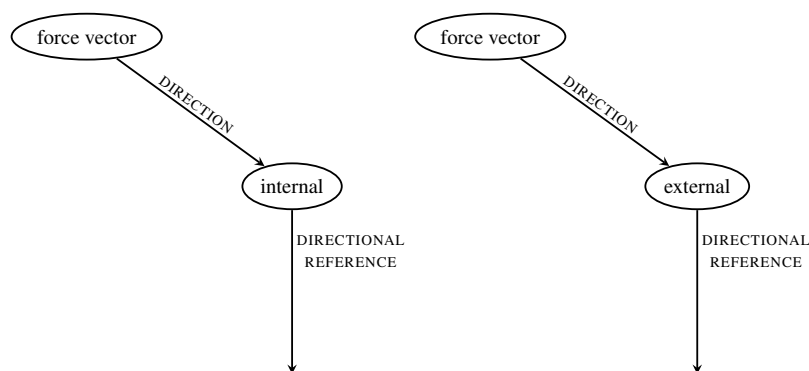 force vector
DIRECTION
internal
DIRECTIONAL
REFERENCE
force vector
DIRECTION
external
DIRECTIONAL
REFERENCE